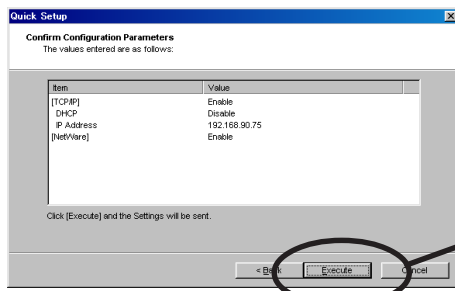 Quick Setup
Confirm Configuration Parameters
The values entered are as follows:
Item Value
[TCP/IP] Enable
DHCP Disable
IP Address 192.168.90.75
[NetWare] Enable
Click [Execute] and the Settings will be sent.
< Back Execute Cancel